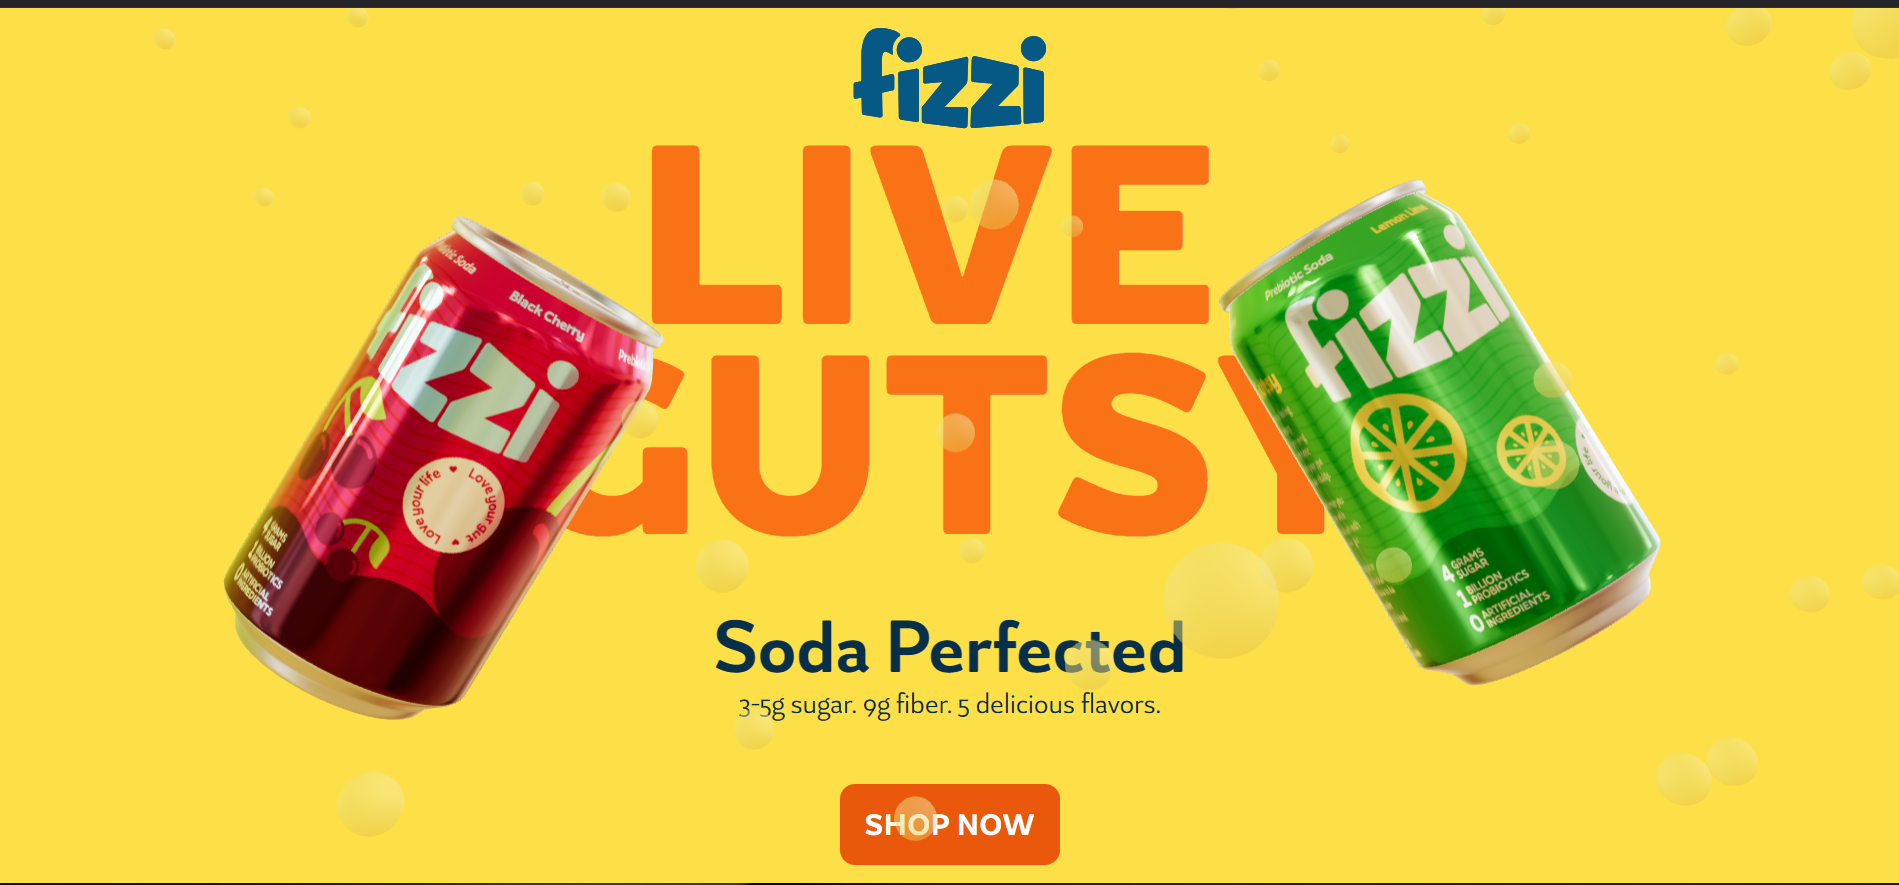 fizzi
LIVE
GUTSY
Soda Perfected
3-5g sugar. 9g fiber. 5 delicious flavors.
SHOP NOW
Black Cherry
fizzi
Love your gut
Love your life
4 GRAMS
SUGAR
1 BILLION
PROBIOTICS
0 ARTIFICIAL
INGREDIENTS
Prebiotic Soda
Lemon Lime
fizzi
your life
4 GRAMS
SUGAR
1 BILLION
PROBIOTICS
0 ARTIFICIAL
INGREDIENTS